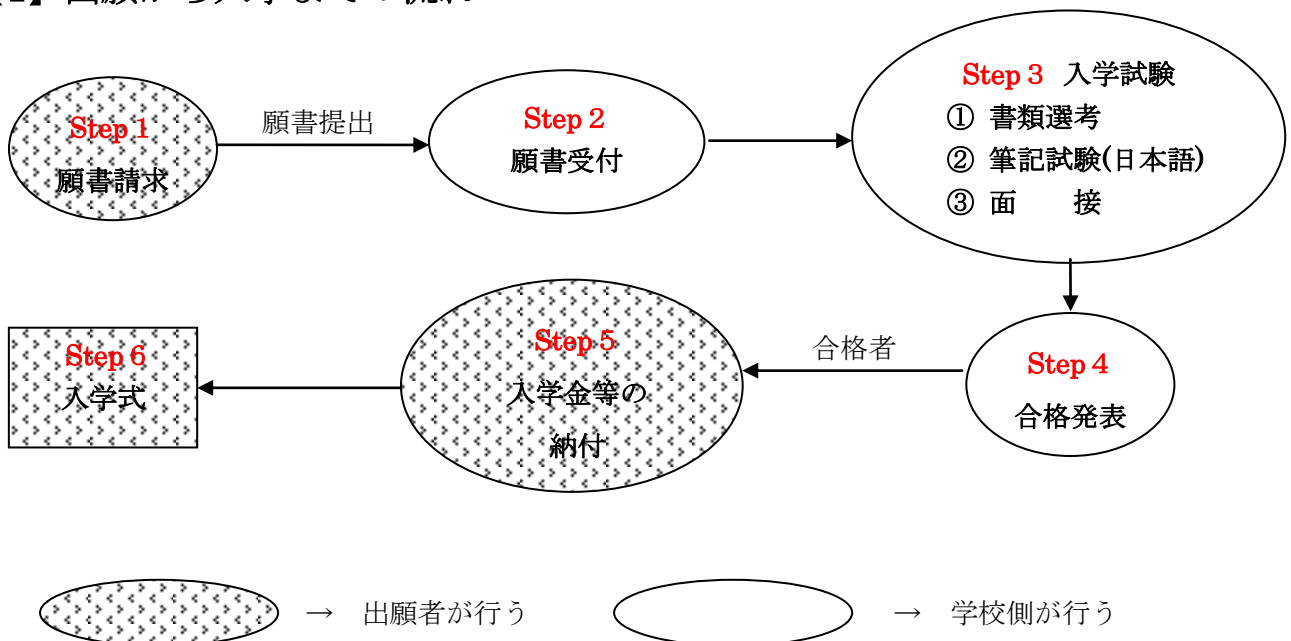 Step 1
願書請求
願書提出
Step 2
願書受付
Step 3 入学試験
① 書類選考
② 筆記試験(日本語)
③ 面　　接
Step 4
合格発表
合格者
Step 5
入学金等の
納付
Step 6
入学式
→ 出願者が行う
→ 学校側が行う